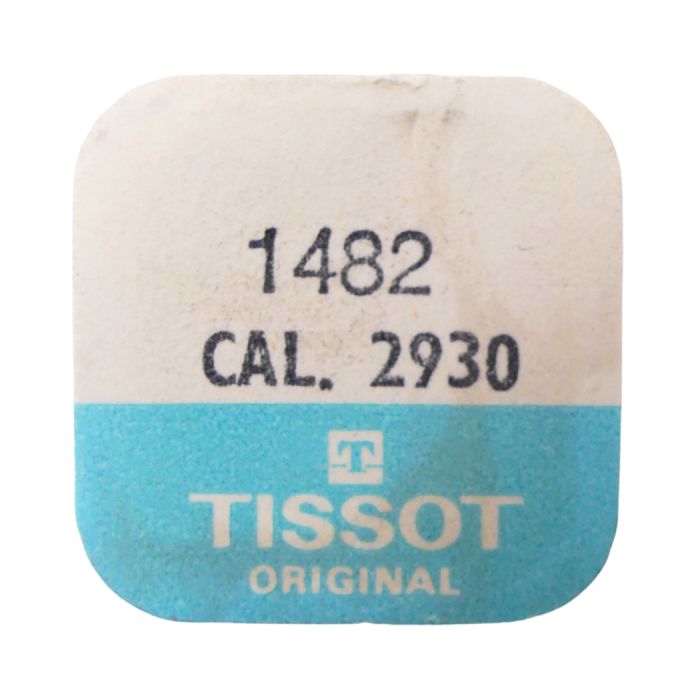 1482
CAL. 2930
T
TISSOT
ORIGINAL